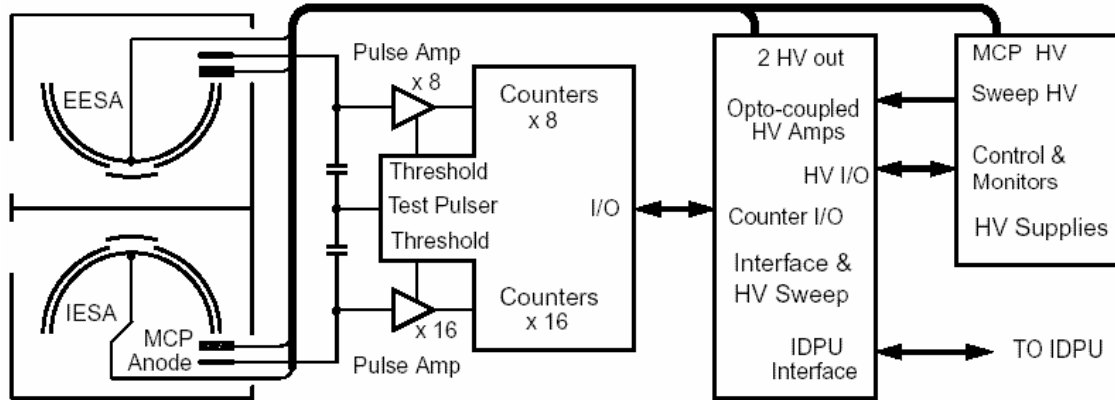 EESA
IESA
MCP
Anode
Pulse Amp
x 8
Counters
x 8
Threshold
Test Pulser
Threshold
I/O
Counters
x 16
x 16
Pulse Amp
2 HV out
Opto-coupled
HV Amps
HV I/O
Counter I/O
Interface &
HV Sweep
IDPU
Interface
MCP HV
Sweep HV
Control &
Monitors
HV Supplies
TO IDPU